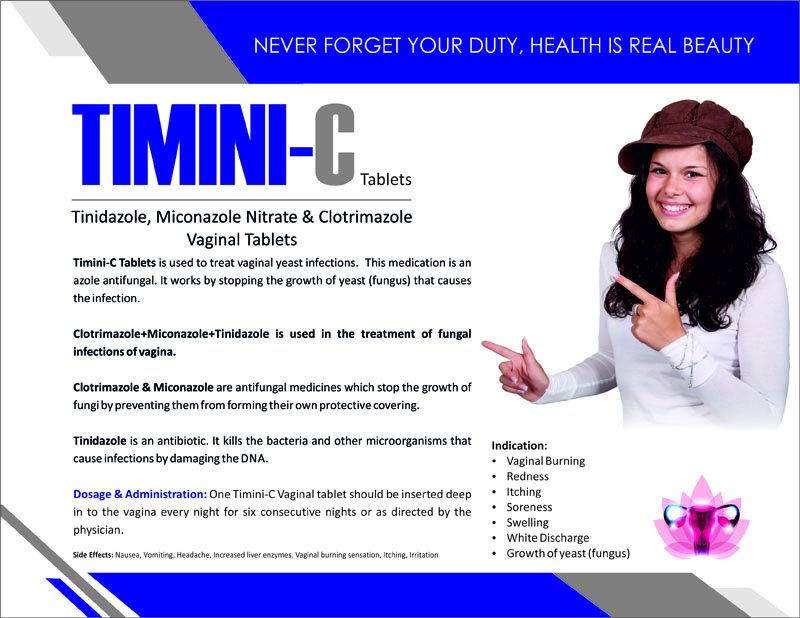 NEVER FORGET YOUR DUTY, HEALTH IS REAL BEAUTY
TIMINI-C
Tablets
Tinidazole, Miconazole Nitrate & Clotrimazole
Vaginal Tablets
Timini-C Tablets is used to treat vaginal yeast infections. This medication is an
azole antifungal. It works by stopping the growth of yeast (fungus) that causes
the infection.
Clotrimazole+Miconazole+Tinidazole is used in the treatment of fungal
infections of vagina.
Clotrimazole & Miconazole are antifungal medicines which stop the growth of
fungi by preventing them from forming their own protective covering.
Tinidazole is an antibiotic. It kills the bacteria and other microorganisms that
cause infections by damaging the DNA.
Dosage & Administration: One Timini-C Vaginal tablet should be inserted deep
in to the vagina every night for six consecutive nights or as directed by the
physician.
Side Effects: Nausea, Vomiting, Headache, Increased liver enzymes, Vaginal burning sensation, Itching, Irritation
Indication:
• Vaginal Burning
• Redness
• Itching
• Soreness
• Swelling
• White Discharge
• Growth of yeast (fungus)